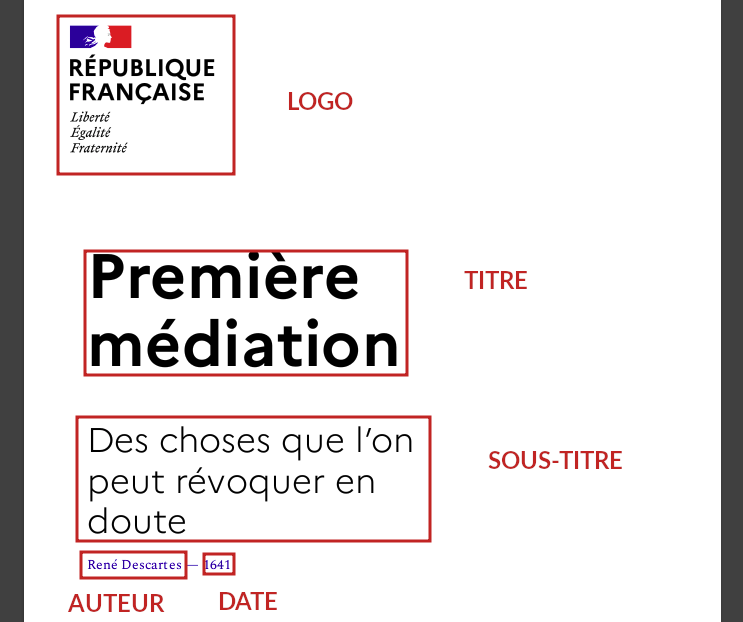 RÉPUBLIQUE
FRANÇAISE
Liberté
Égalité
Fraternité
LOGO
Première
médiation
TITRE
Des choses que l’on
peut révoquer en
doute
SOUS-TITRE
René Descartes — 1641
AUTEUR DATE